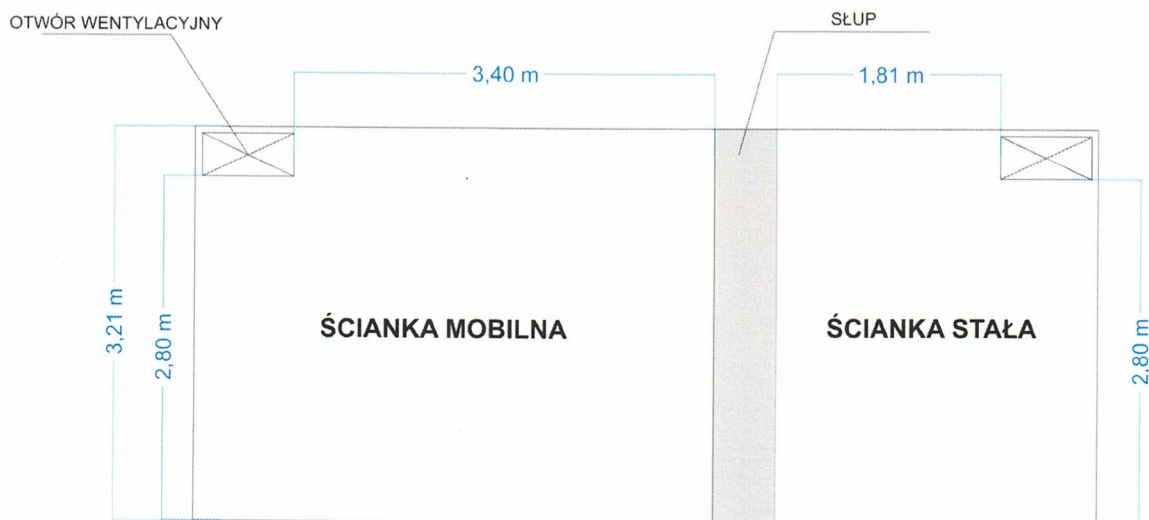 OTWÓR WENTYLACYJNY
SŁUP
3,40 m
1,81 m
3,21 m
2,80 m
ŚCIANKA MOBILNA
ŚCIANKA STAŁA
2,80 m